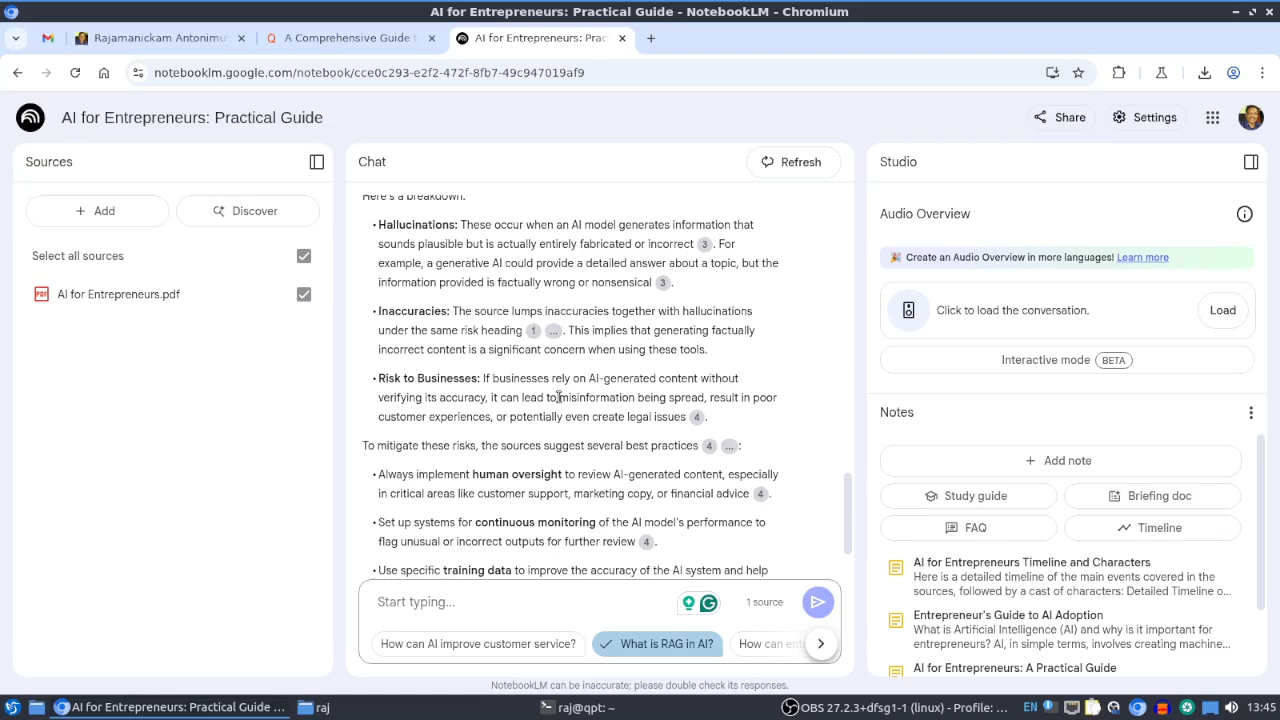 AI for Entrepreneurs: Practical Guide - NotebookLM - Chromium
Rajamanickam Antonimu
A Comprehensive Guide to
AI for Entrepreneurs: Prac
notebooklm.google.com/notebook/cce0c293-e2f2-472f-8fb7-49c947019af9
AI for Entrepreneurs: Practical Guide
Share
Settings
Sources
Add
Discover
Select all sources
PDF
AI for Entrepreneurs.pdf
Chat
Refresh
Here's a breakdown:
• Hallucinations: These occur when an AI model generates information that
sounds plausible but is actually entirely fabricated or incorrect 3 . For
example, a generative AI could provide a detailed answer about a topic, but the
information provided is factually wrong or nonsensical 3 .
• Inaccuracies: The source lumps inaccuracies together with hallucinations
under the same risk heading 1 ... . This implies that generating factually
incorrect content is a significant concern when using these tools.
• Risk to Businesses: If businesses rely on AI-generated content without
verifying its accuracy, it can lead to misinformation being spread, result in poor
customer experiences, or potentially even create legal issues 4 .
To mitigate these risks, the sources suggest several best practices 4 ... :
• Always implement human oversight to review AI-generated content, especially
in critical areas like customer support, marketing copy, or financial advice 4 .
• Set up systems for continuous monitoring of the AI model's performance to
flag unusual or incorrect outputs for further review 4 .
• Use specific training data to improve the accuracy of the AI system and help
Start typing...
1 source
How can AI improve customer service?
What is RAG in AI?
How can ent
NotebookLM can be inaccurate; please double check its responses.
Studio
Audio Overview
Create an Audio Overview in more languages! Learn more
Click to load the conversation.
Load
Interactive mode BETA
Notes
Add note
Study guide
Briefing doc
FAQ
Timeline
AI for Entrepreneurs Timeline and Characters
Here is a detailed timeline of the main events covered in the
sources, followed by a cast of characters: Detailed Timeline o...
Entrepreneur's Guide to AI Adoption
What is Artificial Intelligence (AI) and why is it important for
entrepreneurs? AI, in simple terms, involves creating machine...
AI for Entrepreneurs: A Practical Guide
AI for Entrepreneurs: Practical Guide ...
raj
raj@qpt: ~
OBS 27.2.3+dfsg1-1 (linux) - Profile: ...
EN
13:45